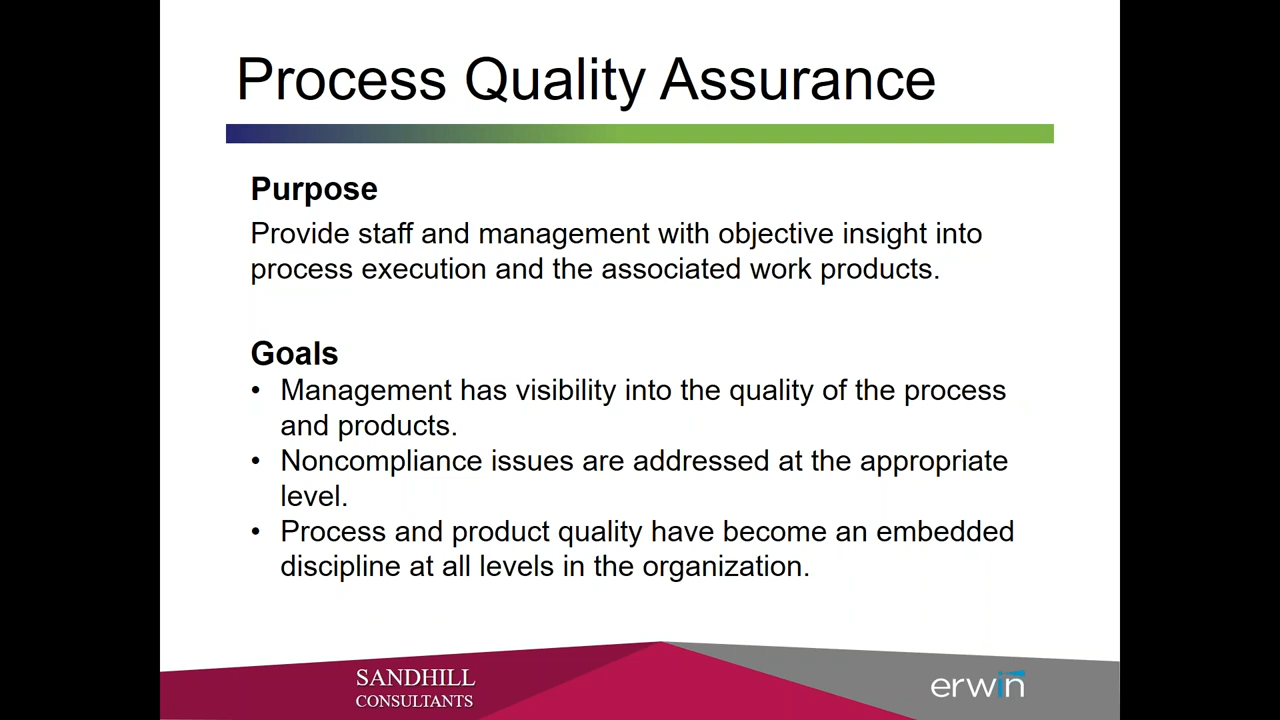 Process Quality Assurance
Purpose
Provide staff and management with objective insight into
process execution and the associated work products.
Goals
• Management has visibility into the quality of the process
and products.
• Noncompliance issues are addressed at the appropriate
level.
• Process and product quality have become an embedded
discipline at all levels in the organization.
SANDHILL
CONSULTANTS
erwin